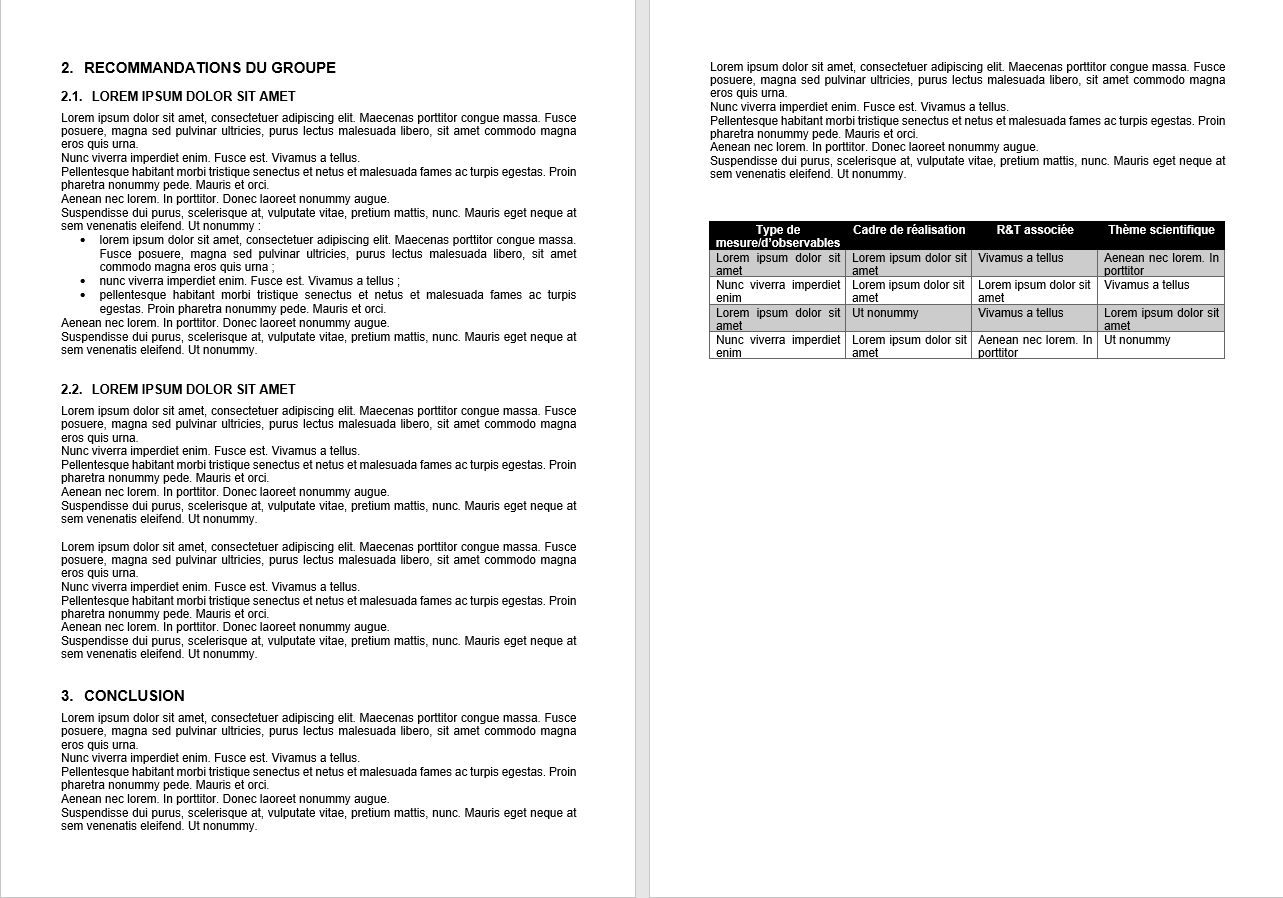 2. RECOMMANDATIONS DU GROUPE
2.1. LOREM IPSUM DOLOR SIT AMET
Lorem ipsum dolor sit amet, consectetuer adipiscing elit. Maecenas porttitor congue massa. Fusce
posuere, magna sed pulvinar ultricies, purus lectus malesuada libero, sit amet commodo magna
eros quis urna.
Nunc viverra imperdiet enim. Fusce est. Vivamus a tellus.
Pellentesque habitant morbi tristique senectus et netus et malesuada fames ac turpis egestas. Proin
pharetra nonummy pede. Mauris et orci.
Aenean nec lorem. In porttitor. Donec laoreet nonummy augue.
Suspendisse dui purus, scelerisque at, vulputate vitae, pretium mattis, nunc. Mauris eget neque at
sem venenatis eleifend. Ut nonummy :
• lorem ipsum dolor sit amet, consectetuer adipiscing elit. Maecenas porttitor congue massa.
Fusce posuere, magna sed pulvinar ultricies, purus lectus malesuada libero, sit amet
commodo magna eros quis urna ;
• nunc viverra imperdiet enim. Fusce est. Vivamus a tellus ;
• pellentesque habitant morbi tristique senectus et netus et malesuada fames ac turpis
egestas. Proin pharetra nonummy pede. Mauris et orci.
Aenean nec lorem. In porttitor. Donec laoreet nonummy augue.
Suspendisse dui purus, scelerisque at, vulputate vitae, pretium mattis, nunc. Mauris eget neque at
sem venenatis eleifend. Ut nonummy.
2.2. LOREM IPSUM DOLOR SIT AMET
Lorem ipsum dolor sit amet, consectetuer adipiscing elit. Maecenas porttitor congue massa. Fusce
posuere, magna sed pulvinar ultricies, purus lectus malesuada libero, sit amet commodo magna
eros quis urna.
Nunc viverra imperdiet enim. Fusce est. Vivamus a tellus.
Pellentesque habitant morbi tristique senectus et netus et malesuada fames ac turpis egestas. Proin
pharetra nonummy pede. Mauris et orci.
Aenean nec lorem. In porttitor. Donec laoreet nonummy augue.
Suspendisse dui purus, scelerisque at, vulputate vitae, pretium mattis, nunc. Mauris eget neque at
sem venenatis eleifend. Ut nonummy.
Lorem ipsum dolor sit amet, consectetuer adipiscing elit. Maecenas porttitor congue massa. Fusce
posuere, magna sed pulvinar ultricies, purus lectus malesuada libero, sit amet commodo magna
eros quis urna.
Nunc viverra imperdiet enim. Fusce est. Vivamus a tellus.
Pellentesque habitant morbi tristique senectus et netus et malesuada fames ac turpis egestas. Proin
pharetra nonummy pede. Mauris et orci.
Aenean nec lorem. In porttitor. Donec laoreet nonummy augue.
Suspendisse dui purus, scelerisque at, vulputate vitae, pretium mattis, nunc. Mauris eget neque at
sem venenatis eleifend. Ut nonummy.
3. CONCLUSION
Lorem ipsum dolor sit amet, consectetuer adipiscing elit. Maecenas porttitor congue massa. Fusce
posuere, magna sed pulvinar ultricies, purus lectus malesuada libero, sit amet commodo magna
eros quis urna.
Nunc viverra imperdiet enim. Fusce est. Vivamus a tellus.
Pellentesque habitant morbi tristique senectus et netus et malesuada fames ac turpis egestas. Proin
pharetra nonummy pede. Mauris et orci.
Aenean nec lorem. In porttitor. Donec laoreet nonummy augue.
Suspendisse dui purus, scelerisque at, vulputate vitae, pretium mattis, nunc. Mauris eget neque at
sem venenatis eleifend. Ut nonummy.
Lorem ipsum dolor sit amet, consectetuer adipiscing elit. Maecenas porttitor congue massa. Fusce
posuere, magna sed pulvinar ultricies, purus lectus malesuada libero, sit amet commodo magna
eros quis urna.
Nunc viverra imperdiet enim. Fusce est. Vivamus a tellus.
Pellentesque habitant morbi tristique senectus et netus et malesuada fames ac turpis egestas. Proin
pharetra nonummy pede. Mauris et orci.
Aenean nec lorem. In porttitor. Donec laoreet nonummy augue.
Suspendisse dui purus, scelerisque at, vulputate vitae, pretium mattis, nunc. Mauris eget neque at
sem venenatis eleifend. Ut nonummy.
Type de Cadre de réalisation R&T associée Thème scientifique
mesure/d'observables
Lorem ipsum dolor sit Lorem ipsum dolor sit Vivamus a tellus Aenean nec lorem. In
amet amet porttitor
Nunc viverra imperdiet Lorem ipsum dolor sit Lorem ipsum dolor sit Vivamus a tellus
enim amet amet
Lorem ipsum dolor sit Ut nonummy Vivamus a tellus Lorem ipsum dolor sit
amet amet
Nunc viverra imperdiet Lorem ipsum dolor sit Aenean nec lorem. In Ut nonummy
enim amet porttitor